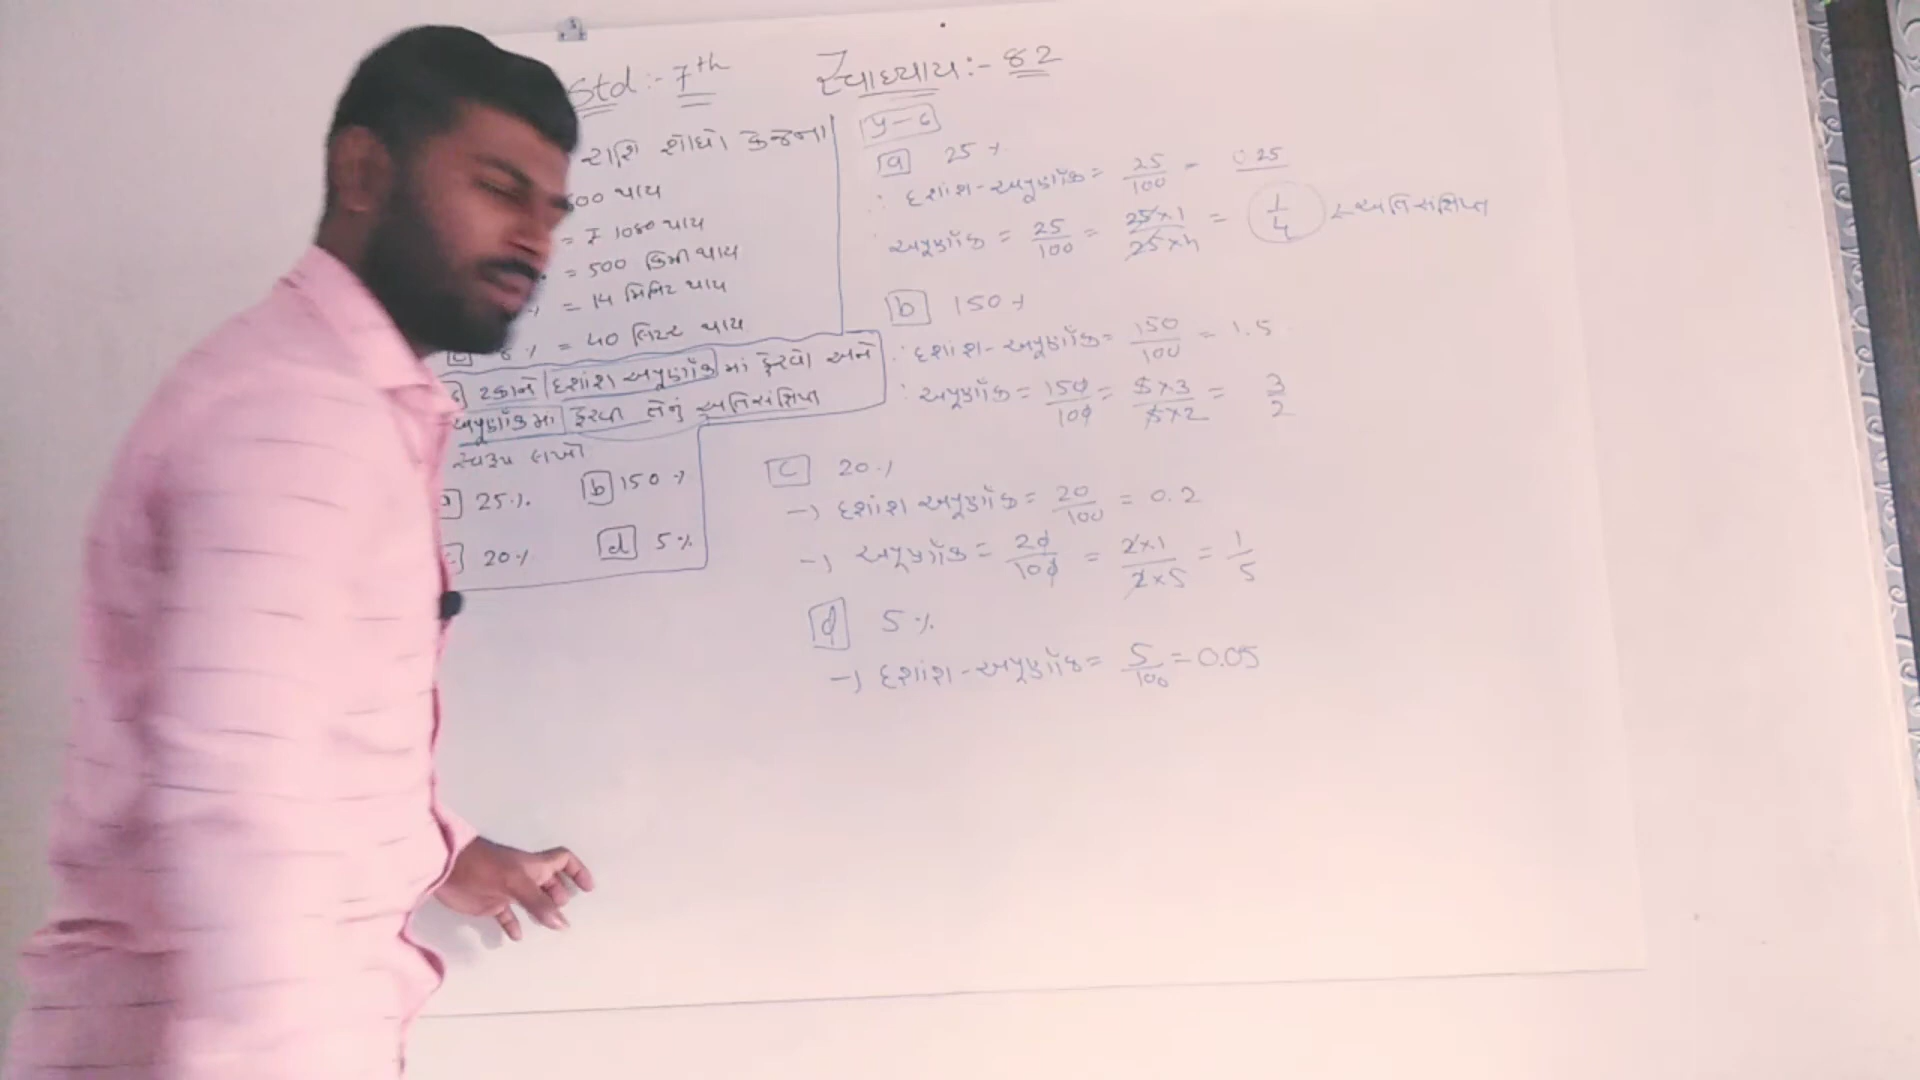 Std :- 7th
સ્વાધ્યાય :- ૮2
રાશિ શોધો કે જેના
500 થાય
= ₹ 1080 થાય
= 500 કિમી થાય
= 14 મિનિટ થાય
8 % = 40 લિટર થાય
ટકાને દશાંશ અપૂર્ણાંક માં ફેરવો અને
અપૂર્ણાંકમાં ફેરવી તેનું અતિસંક્ષિપ્ત
સ્વરૂપ લખો
25%
b 150 %
20%
d 5%
a 25 %
∴ દશાંશ-અપૂર્ણાંક = 25/100 = 0.25
અપૂર્ણાંક = 25/100 = 25×1/25×4 = 1/4 ← અતિસંક્ષિપ્ત
b 150 %
∴ દશાંશ-અપૂર્ણાંક = 150/100 = 1.5
∴ અપૂર્ણાંક = 150/100 = 5×3/5×2 = 3/2
C 20 %
→ દશાંશ અપૂર્ણાંક = 20/100 = 0.2
→ અપૂર્ણાંક = 20/100 = 2×1/2×5 = 1/5
d 5 %
→ દશાંશ-અપૂર્ણાંક = 5/100 = 0.05